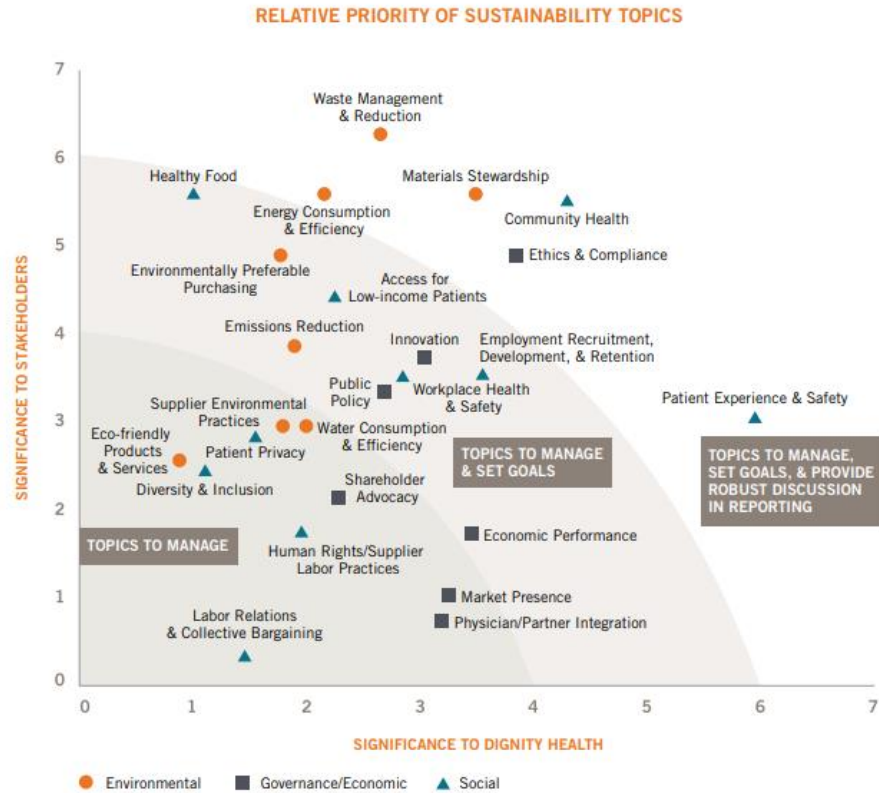 RELATIVE PRIORITY OF SUSTAINABILITY TOPICS
7
6
5
4
3
2
1
0
SIGNIFICANCE TO STAKEHOLDERS
Waste Management
& Reduction
Healthy Food
Energy Consumption
& Efficiency
Materials Stewardship
Community Health
Ethics & Compliance
Environmentally Preferable
Purchasing
Access for
Low-income Patients
Emissions Reduction
Innovation
Employment Recruitment,
Development, & Retention
Public
Policy
Workplace Health
& Safety
Patient Experience & Safety
Supplier Environmental
Practices
Water Consumption
& Efficiency
Eco-friendly
Products
& Services
Patient Privacy
Diversity & Inclusion
TOPICS TO MANAGE
& SET GOALS
TOPICS TO MANAGE,
SET GOALS, & PROVIDE
ROBUST DISCUSSION
IN REPORTING
Shareholder
Advocacy
TOPICS TO MANAGE
Human Rights/Supplier
Labor Practices
Economic Performance
Market Presence
Physician/Partner Integration
Labor Relations
& Collective Bargaining
0 1 2 3 4 5 6 7
SIGNIFICANCE TO DIGNITY HEALTH
Environmental Governance/Economic Social